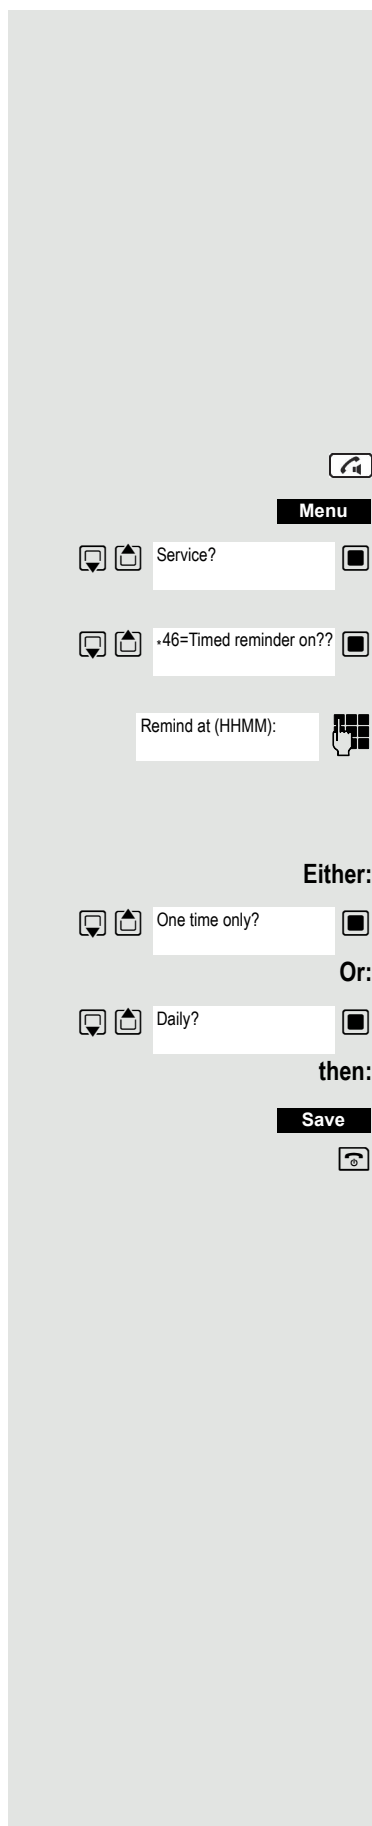 Menu
Service?
*46=Timed reminder on??
Remind at (HHMM):
Either:
One time only?
Or:
Daily?
then:
Save